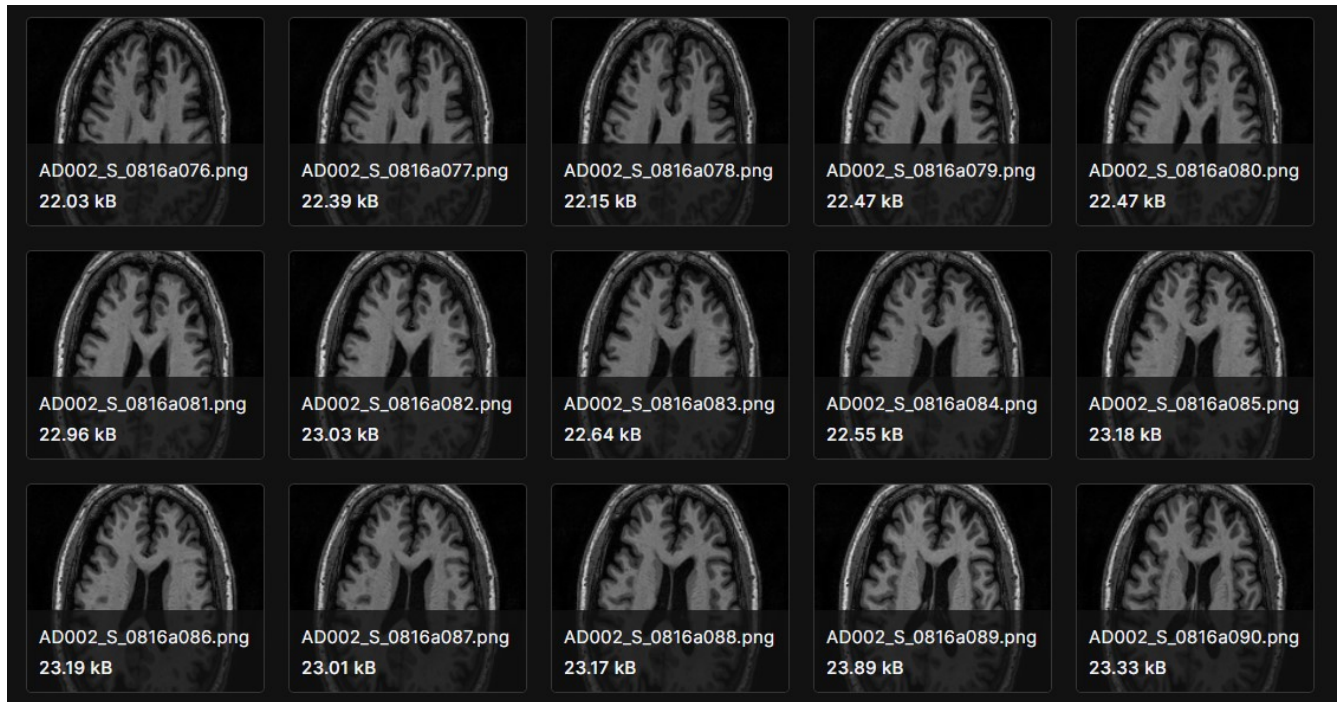 AD002_S_0816a076.png
22.03 kB
AD002_S_0816a077.png
22.39 kB
AD002_S_0816a078.png
22.15 kB
AD002_S_0816a079.png
22.47 kB
AD002_S_0816a080.png
22.47 kB
AD002_S_0816a081.png
22.96 kB
AD002_S_0816a082.png
23.03 kB
AD002_S_0816a083.png
22.64 kB
AD002_S_0816a084.png
22.55 kB
AD002_S_0816a085.png
23.18 kB
AD002_S_0816a086.png
23.19 kB
AD002_S_0816a087.png
23.01 kB
AD002_S_0816a088.png
23.17 kB
AD002_S_0816a089.png
23.89 kB
AD002_S_0816a090.png
23.33 kB